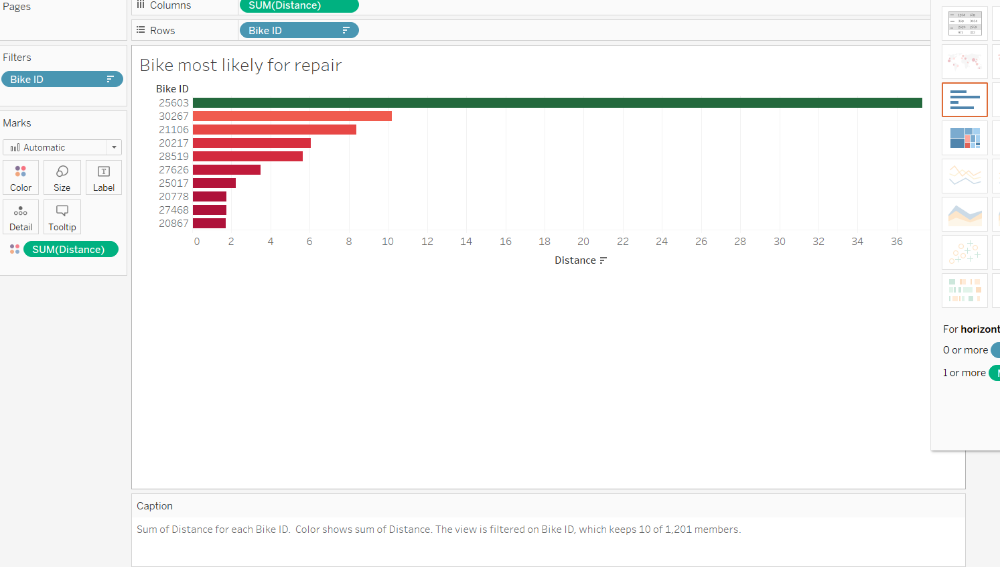 Pages
Columns
SUM(Distance)
Rows
Bike ID
Filters
Bike ID
Marks
Automatic
Color
Size
T
Label
Detail
Tooltip
SUM(Distance)
Bike most likely for repair
Bike ID
25603
30267
21106
20217
28519
27626
25017
20778
27468
20867
0 2 4 6 8 10 12 14 16 18 20 22 24 26 28 30 32 34 36
Distance
For horizont
0 or more
1 or more
Caption
Sum of Distance for each Bike ID. Color shows sum of Distance. The view is filtered on Bike ID, which keeps 10 of 1,201 members.